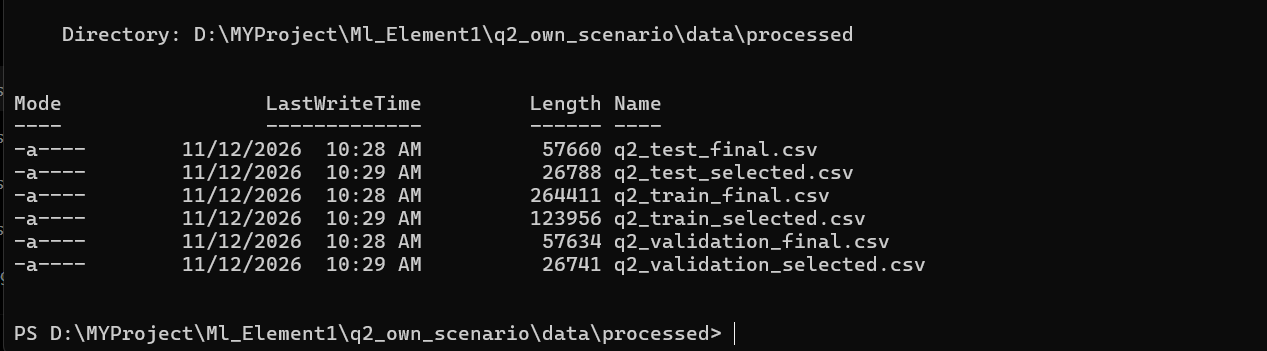 Directory: D:\MYProject\Ml_Element1\q2_own_scenario\data\processed
Mode                 LastWriteTime         Length Name
----                 -------------         ------ ----
-a----        11/12/2026  10:28 AM          57660 q2_test_final.csv
-a----        11/12/2026  10:29 AM          26788 q2_test_selected.csv
-a----        11/12/2026  10:28 AM         264411 q2_train_final.csv
-a----        11/12/2026  10:29 AM         123956 q2_train_selected.csv
-a----        11/12/2026  10:28 AM          57634 q2_validation_final.csv
-a----        11/12/2026  10:29 AM          26741 q2_validation_selected.csv
PS D:\MYProject\Ml_Element1\q2_own_scenario\data\processed>